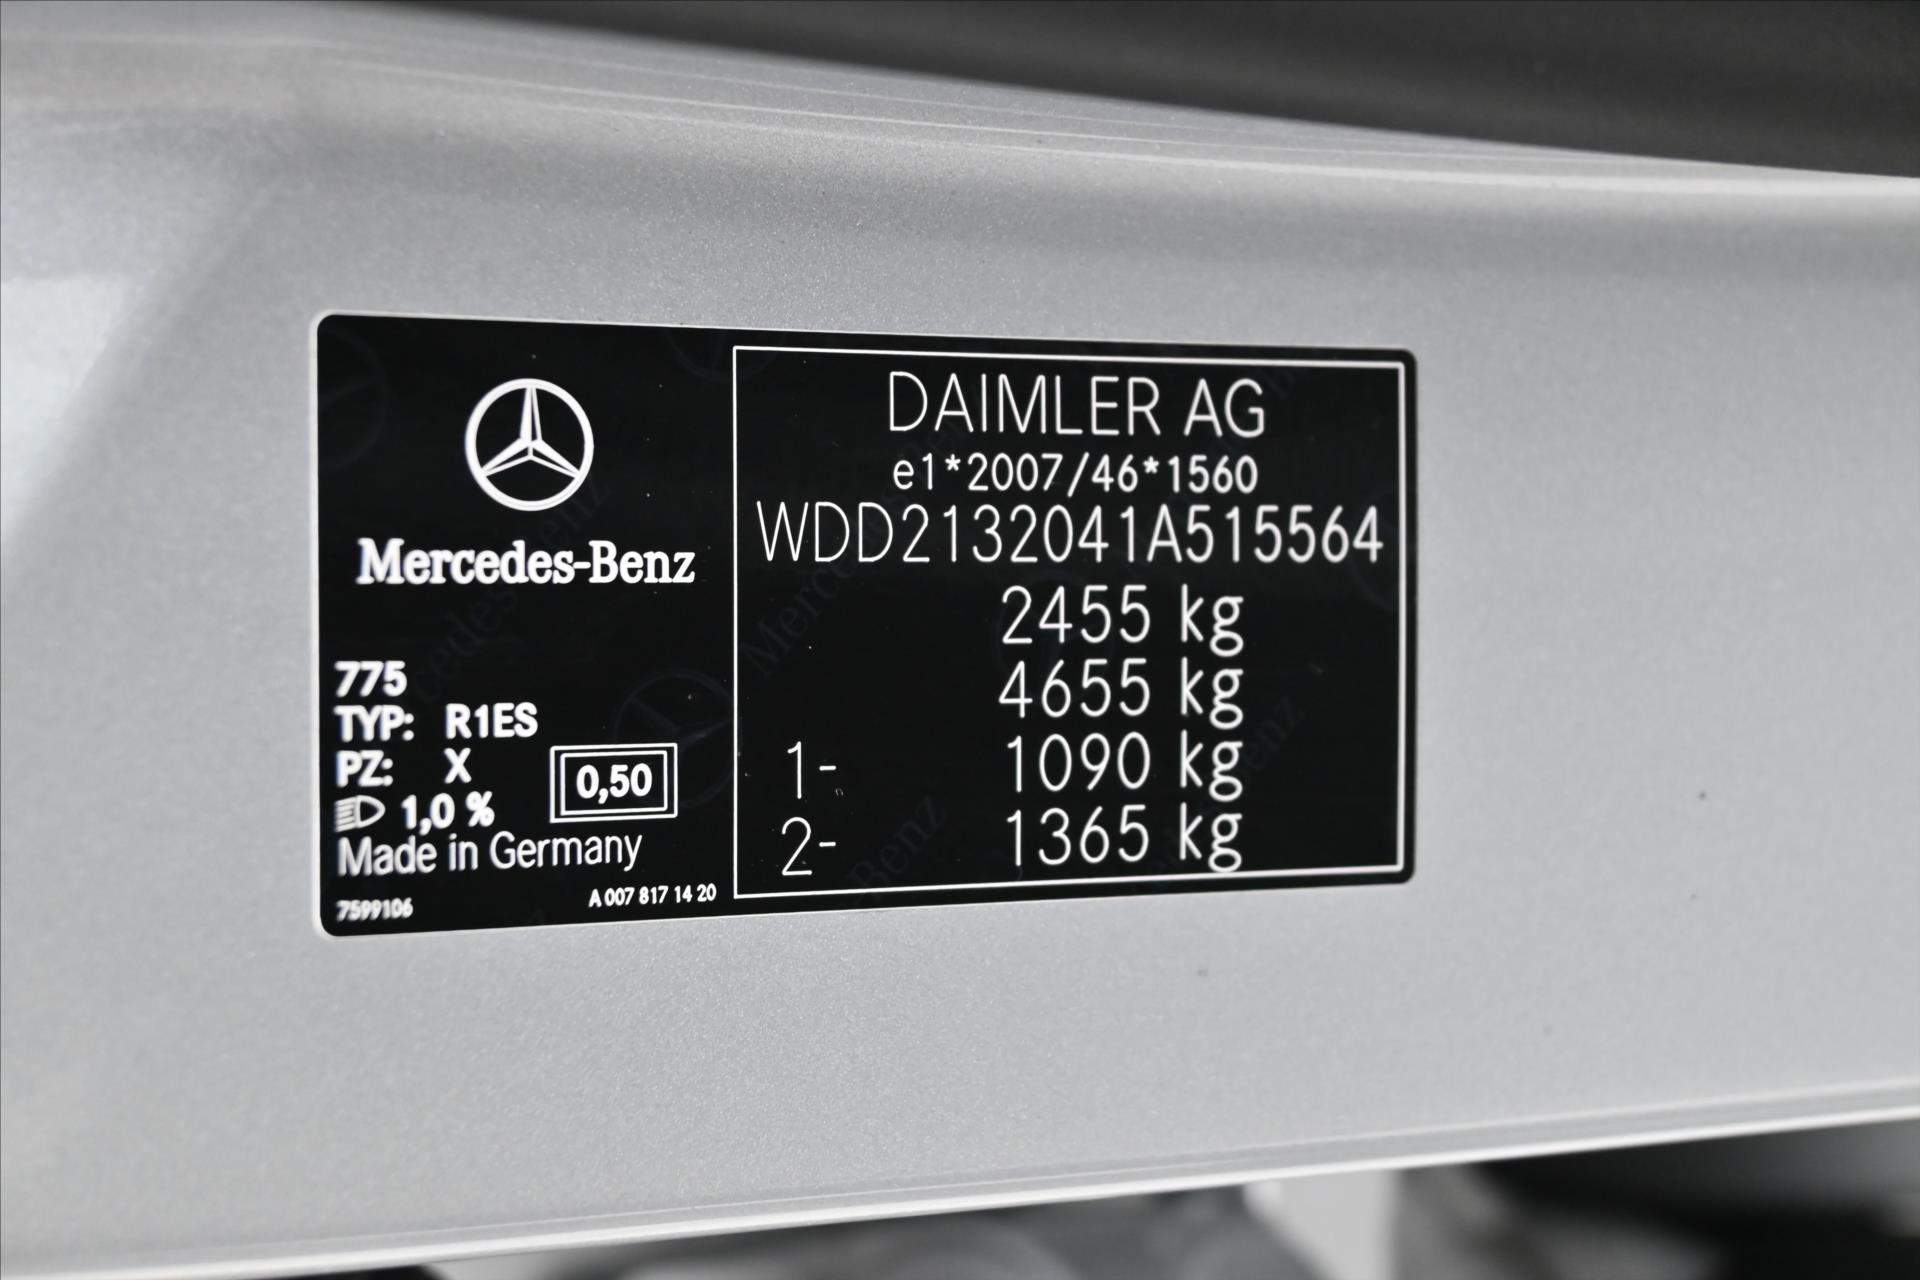 Mercedes-Benz
775
TYP: R1ES
PZ: X
1,0 %
0,50
Made in Germany
7599106
A 007 817 14 20
DAIMLER AG
e1*2007/46*1560
WDD2132041A515564
2455 kg
4655 kg
1- 1090 kg
2- 1365 kg